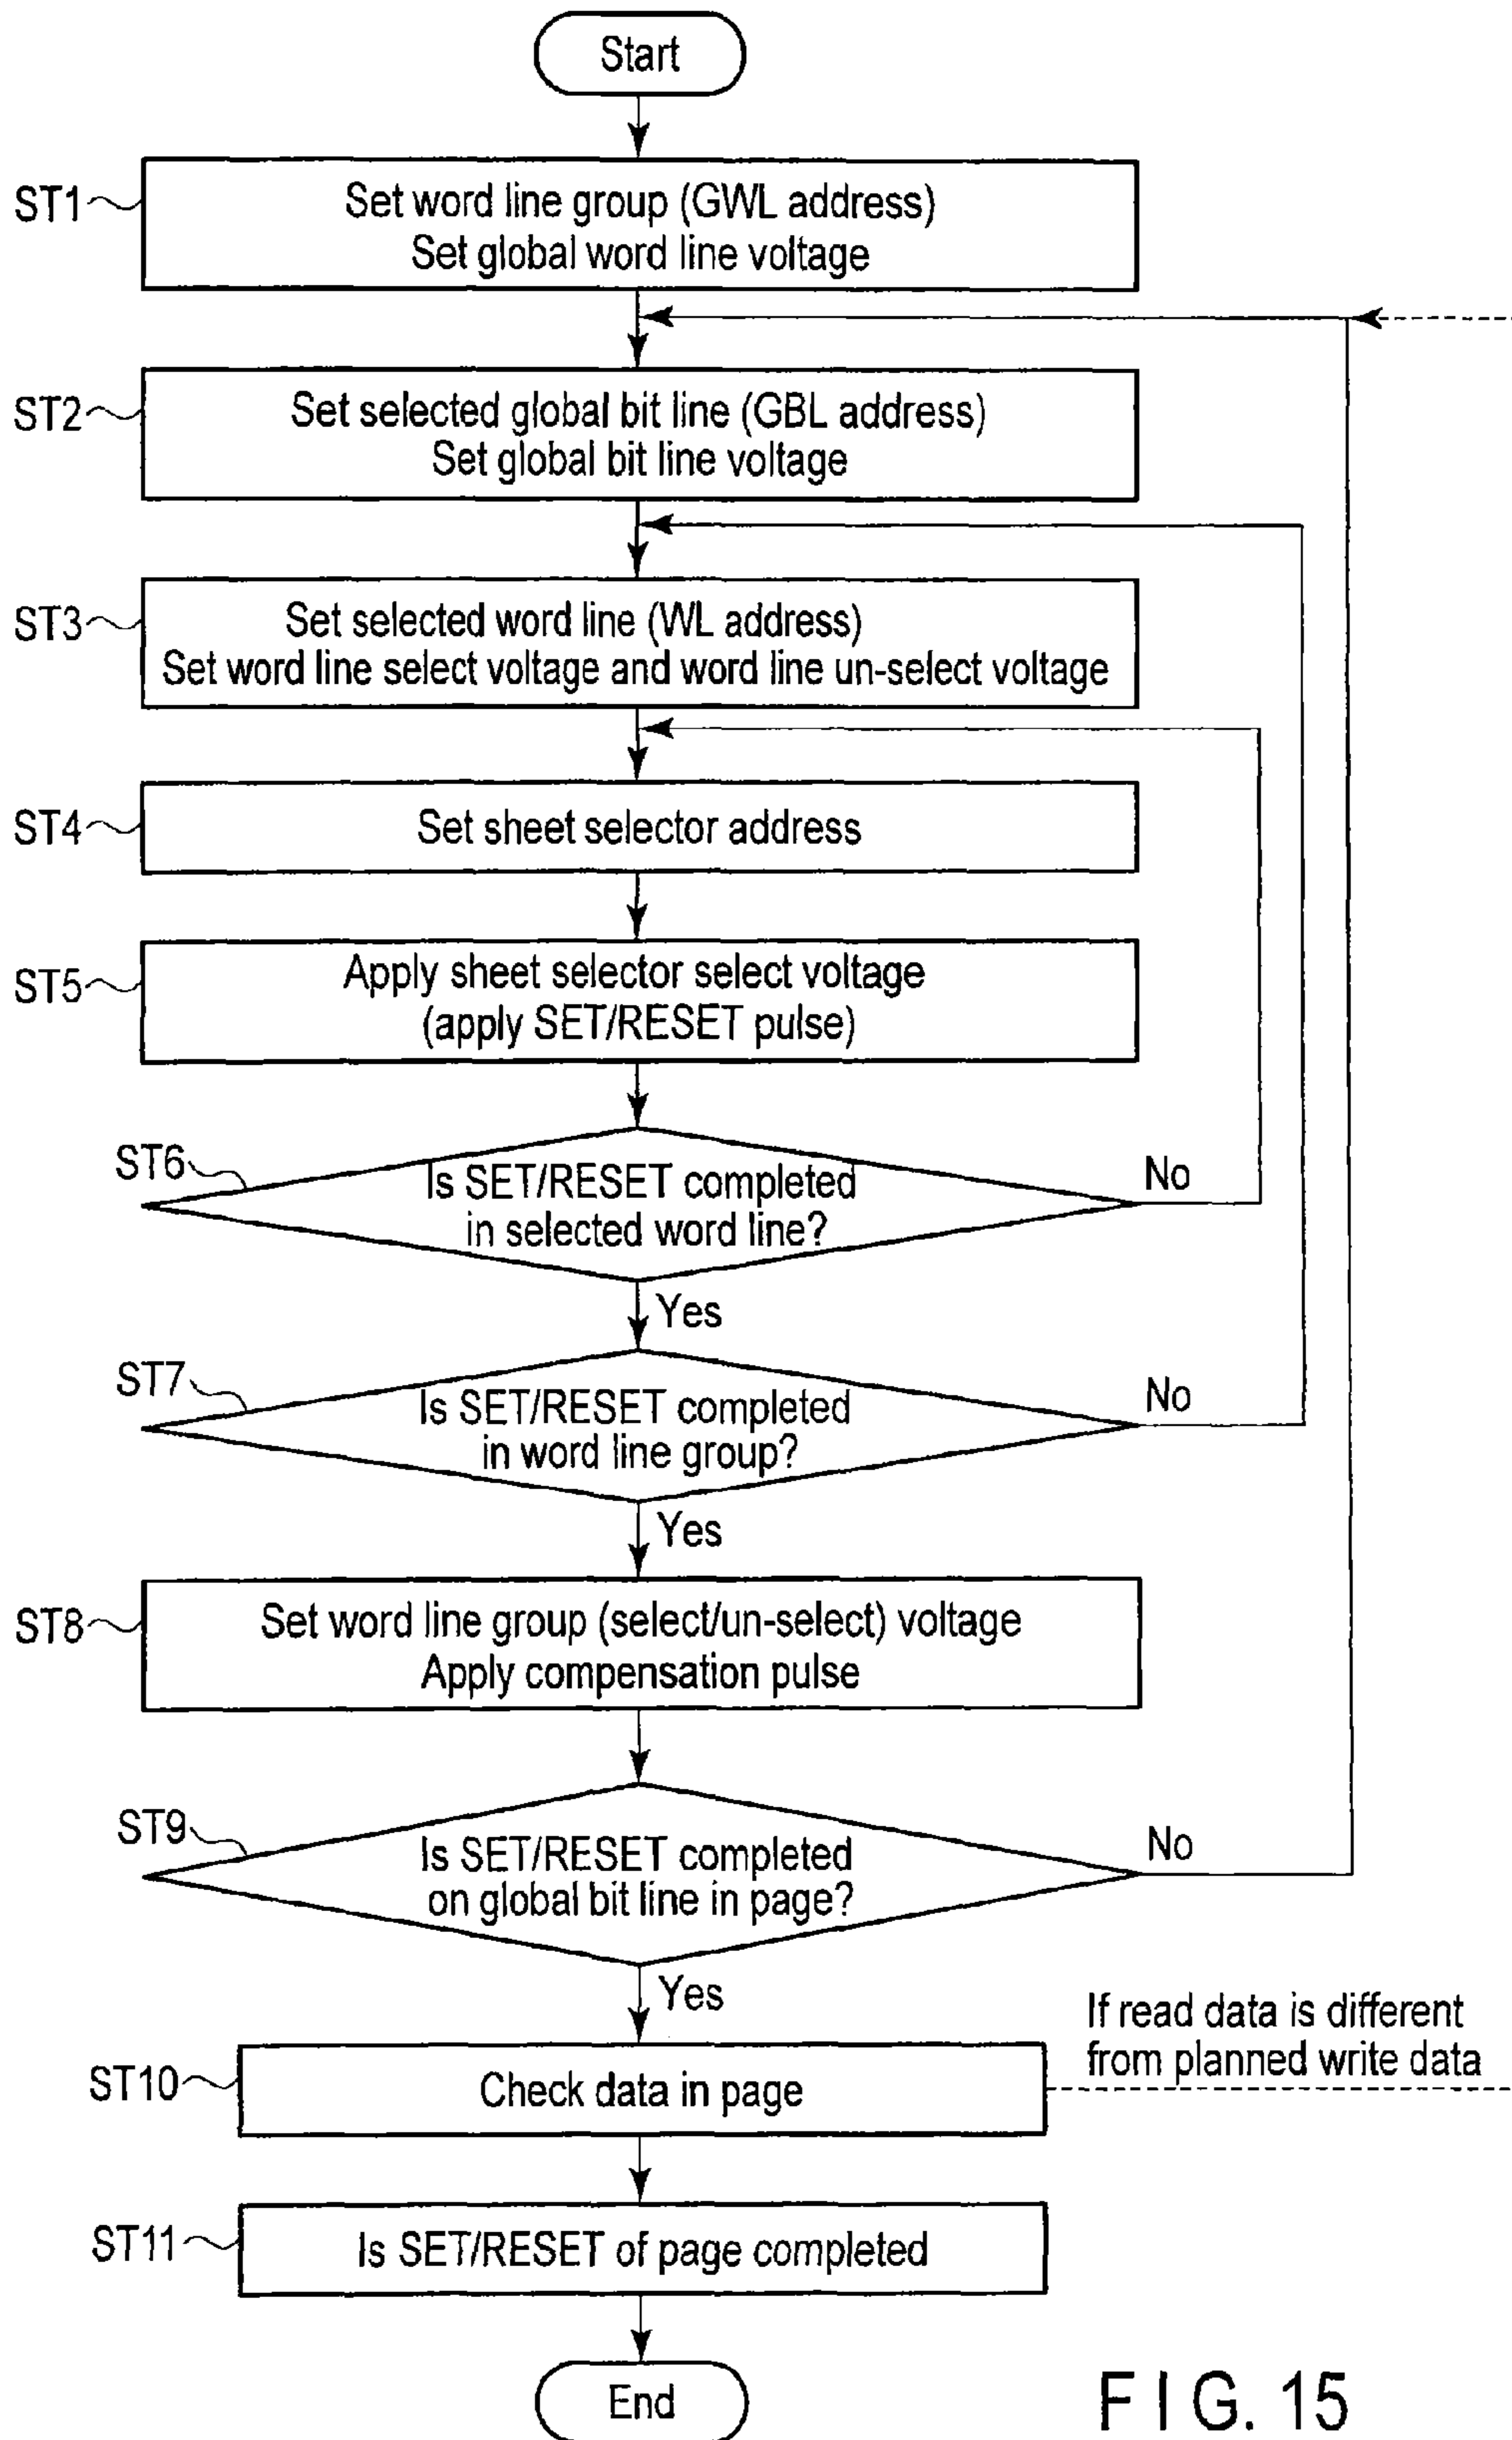 Start
ST1
Set word line group (GWL address)
Set global word line voltage
ST2
Set selected global bit line (GBL address)
Set global bit line voltage
ST3
Set selected word line (WL address)
Set word line select voltage and word line un-select voltage
ST4
Set sheet selector address
ST5
Apply sheet selector select voltage
(apply SET/RESET pulse)
ST6
Is SET/RESET completed
in selected word line?
No
Yes
ST7
Is SET/RESET completed
in word line group?
No
Yes
ST8
Set word line group (select/un-select) voltage
Apply compensation pulse
ST9
Is SET/RESET completed
on global bit line in page?
No
Yes
If read data is different
from planned write data
ST10
Check data in page
ST11
Is SET/RESET of page completed
End
FIG. 15